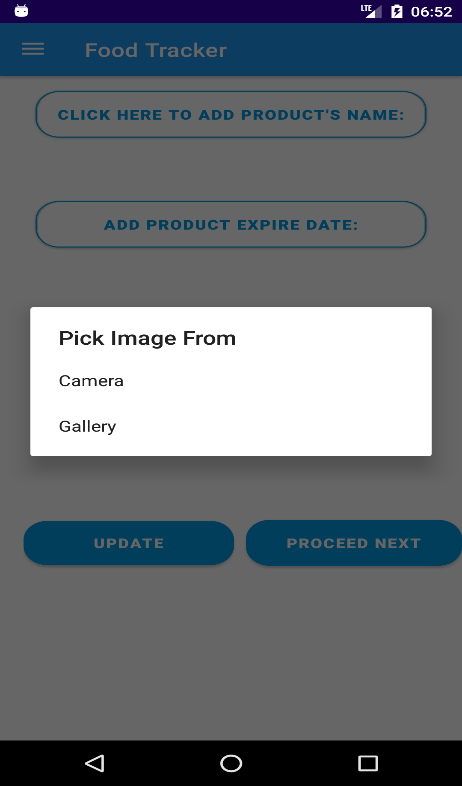 LTE 06:52
Food Tracker
CLICK HERE TO ADD PRODUCT'S NAME:
ADD PRODUCT EXPIRE DATE:
Pick Image From
Camera
Gallery
UPDATE PROCEED NEXT